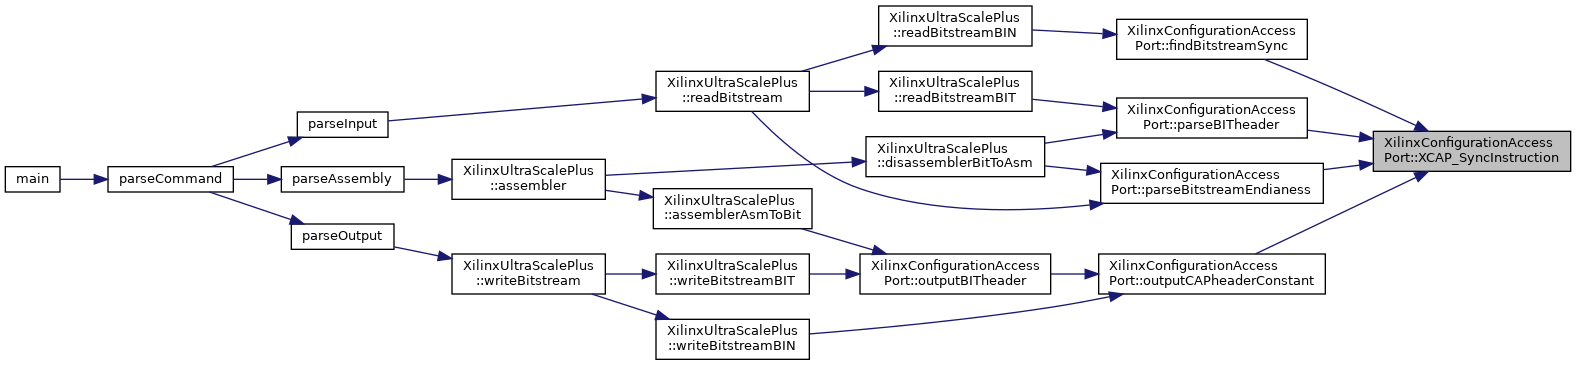 main
parseCommand
parseInput
parseAssembly
parseOutput
XilinxUltraScalePlus
::assembler
XilinxUltraScalePlus
::writeBitstream
XilinxUltraScalePlus
::readBitstream
XilinxUltraScalePlus
::assemblerAsmToBit
XilinxUltraScalePlus
::writeBitstreamBIT
XilinxUltraScalePlus
::writeBitstreamBIN
XilinxUltraScalePlus
::readBitstreamBIN
XilinxUltraScalePlus
::readBitstreamBIT
XilinxUltraScalePlus
::disassemblerBitToAsm
XilinxConfigurationAccess
Port::outputBITheader
XilinxConfigurationAccess
Port::findBitstreamSync
XilinxConfigurationAccess
Port::parseBITheader
XilinxConfigurationAccess
Port::parseBitstreamEndianess
XilinxConfigurationAccess
Port::outputCAPheaderConstant
XilinxConfigurationAccess
Port::XCAP_SyncInstruction